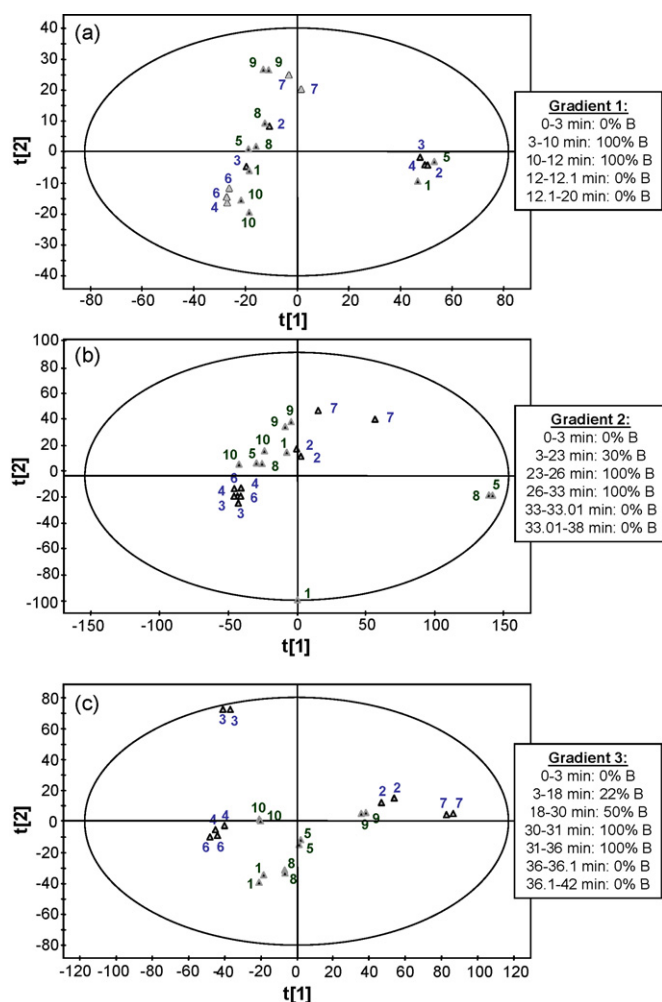 (a)
40
30
20
10
0
-10
-20
-30
-40
t[2]
9 9
7 7
8
2
5 8
3 1
6
6 10
4
10
3
5
4 2
1
-80 -60 -40 -20 0 20 40 60 80
t[1]
Gradient 1:
0-3 min: 0% B
3-10 min: 100% B
10-12 min: 100% B
12-12.1 min: 0% B
12.1-20 min: 0% B
(b)
100
80
60
40
20
0
-20
-40
-60
-80
-100
t[2]
9
9 7 7
10 1 2
10 5 8 2
6 4
4 6
3 3
5
8
1
-150 -100 -50 0 50 100 150
t[1]
Gradient 2:
0-3 min: 0% B
3-23 min: 30% B
23-26 min: 100% B
26-33 min: 100% B
33-33.01 min: 0% B
33.01-38 min: 0% B
(c)
80
60
40
20
0
-20
-40
-60
-80
t[2]
3 3
2 2
7 7
10
10
9
9
4 4
6 6
5
5
1
1
8
8
-120 -100 -80 -60 -40 -20 0 20 40 60 80 100 120
t[1]
Gradient 3:
0-3 min: 0% B
3-18 min: 22% B
18-30 min: 50% B
30-31 min: 100% B
31-36 min: 100% B
36-36.1 min: 0% B
36.1-42 min: 0% B